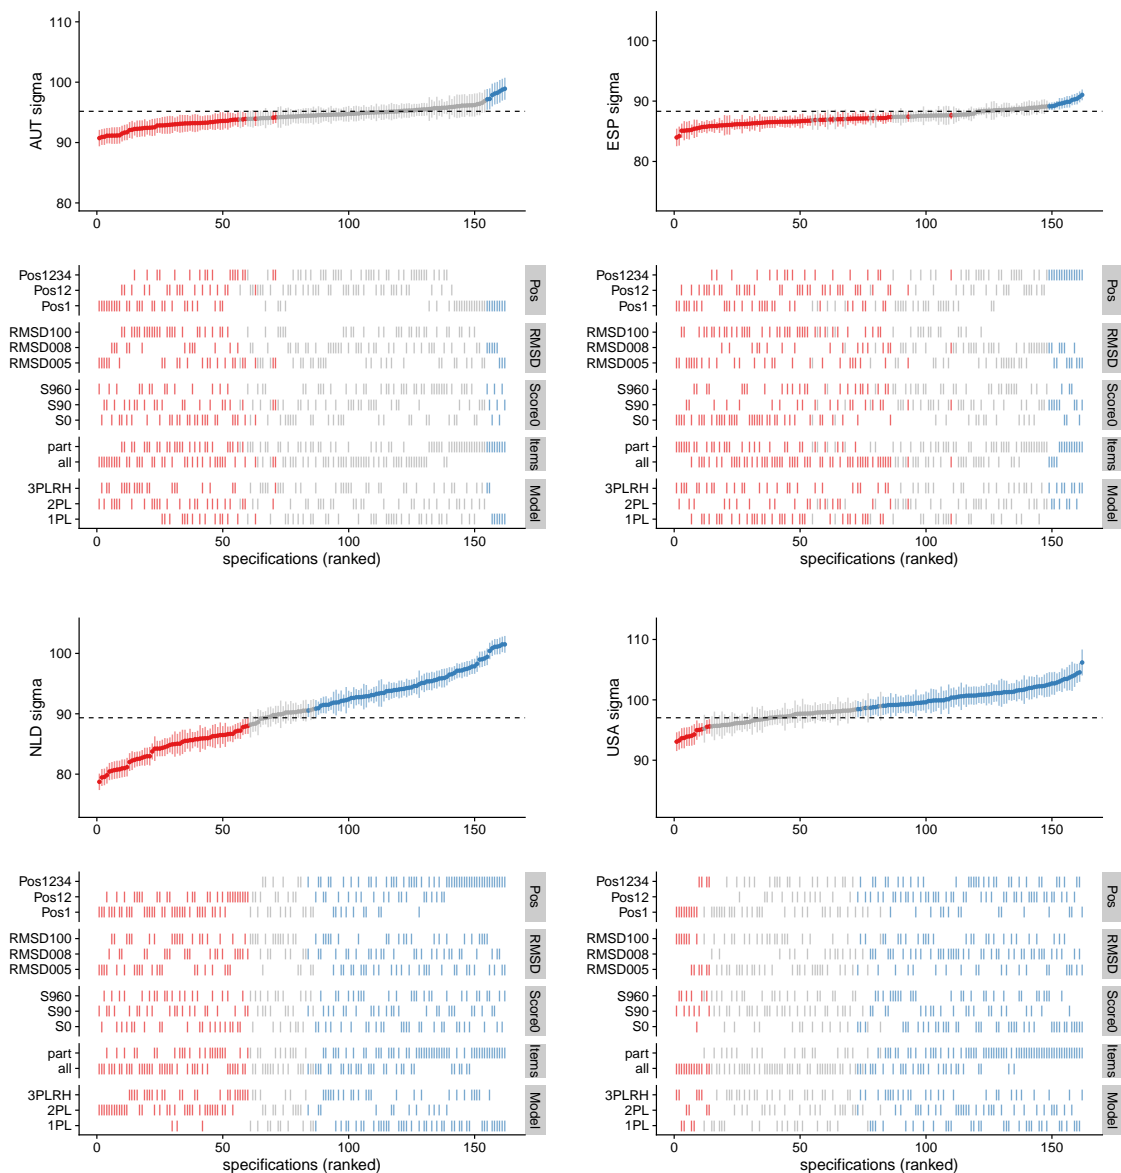 110
100
90
80
AUT sigma
0
50
100
150
Pos1234
Pos12
Pos1
Pos
RMSD100
RMSD008
RMSD005
RMSD
S960
S90
S0
Score0
part
all
Items
3PLRH
2PL
1PL
Model
0
50
100
150
specifications (ranked)
100
90
80
ESP sigma
0
50
100
150
Pos1234
Pos12
Pos1
Pos
RMSD100
RMSD008
RMSD005
RMSD
S960
S90
S0
Score0
part
all
Items
3PLRH
2PL
1PL
Model
0
50
100
150
specifications (ranked)
100
90
80
NLD sigma
0
50
100
150
Pos1234
Pos12
Pos1
Pos
RMSD100
RMSD008
RMSD005
RMSD
S960
S90
S0
Score0
part
all
Items
3PLRH
2PL
1PL
Model
0
50
100
150
specifications (ranked)
110
100
90
USA sigma
0
50
100
150
Pos1234
Pos12
Pos1
Pos
RMSD100
RMSD008
RMSD005
RMSD
S960
S90
S0
Score0
part
all
Items
3PLRH
2PL
1PL
Model
0
50
100
150
specifications (ranked)